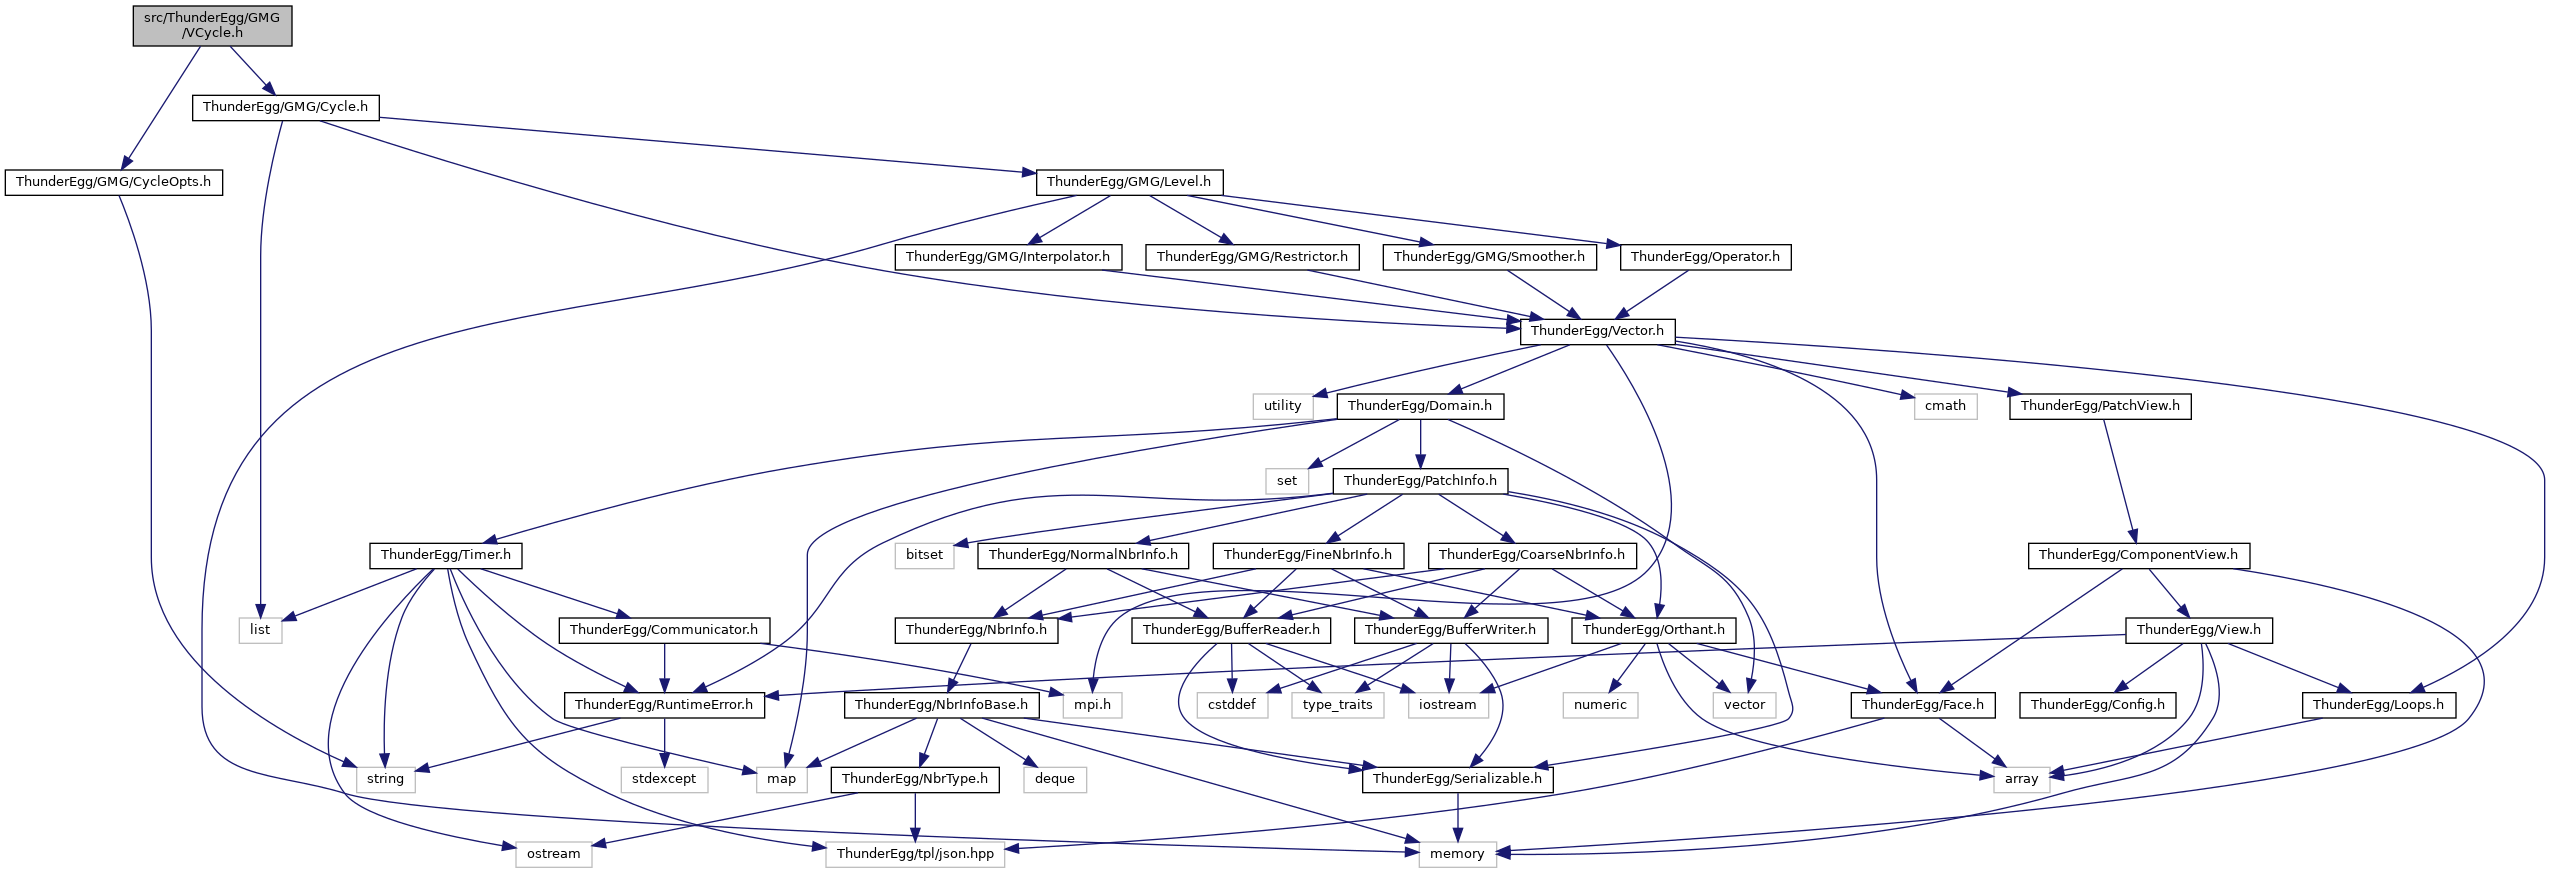 src/ThunderEgg/GMG
/VCycle.h
ThunderEgg/GMG/Cycle.h
ThunderEgg/GMG/CycleOpts.h
ThunderEgg/GMG/Level.h
ThunderEgg/GMG/Interpolator.h
ThunderEgg/GMG/Restrictor.h
ThunderEgg/GMG/Smoother.h
ThunderEgg/Operator.h
ThunderEgg/Vector.h
utility
ThunderEgg/Domain.h
cmath
ThunderEgg/PatchView.h
set
ThunderEgg/PatchInfo.h
ThunderEgg/Timer.h
bitset
ThunderEgg/NormalNbrInfo.h
ThunderEgg/FineNbrInfo.h
ThunderEgg/CoarseNbrInfo.h
ThunderEgg/ComponentView.h
list
ThunderEgg/Communicator.h
ThunderEgg/NbrInfo.h
ThunderEgg/BufferReader.h
ThunderEgg/BufferWriter.h
ThunderEgg/Orthant.h
ThunderEgg/View.h
ThunderEgg/RuntimeError.h
ThunderEgg/NbrInfoBase.h
mpi.h
cstddef
type_traits
iostream
numeric
vector
ThunderEgg/Face.h
ThunderEgg/Config.h
ThunderEgg/Loops.h
string
stdexcept
map
ThunderEgg/NbrType.h
deque
ThunderEgg/Serializable.h
array
ostream
ThunderEgg/tpl/json.hpp
memory